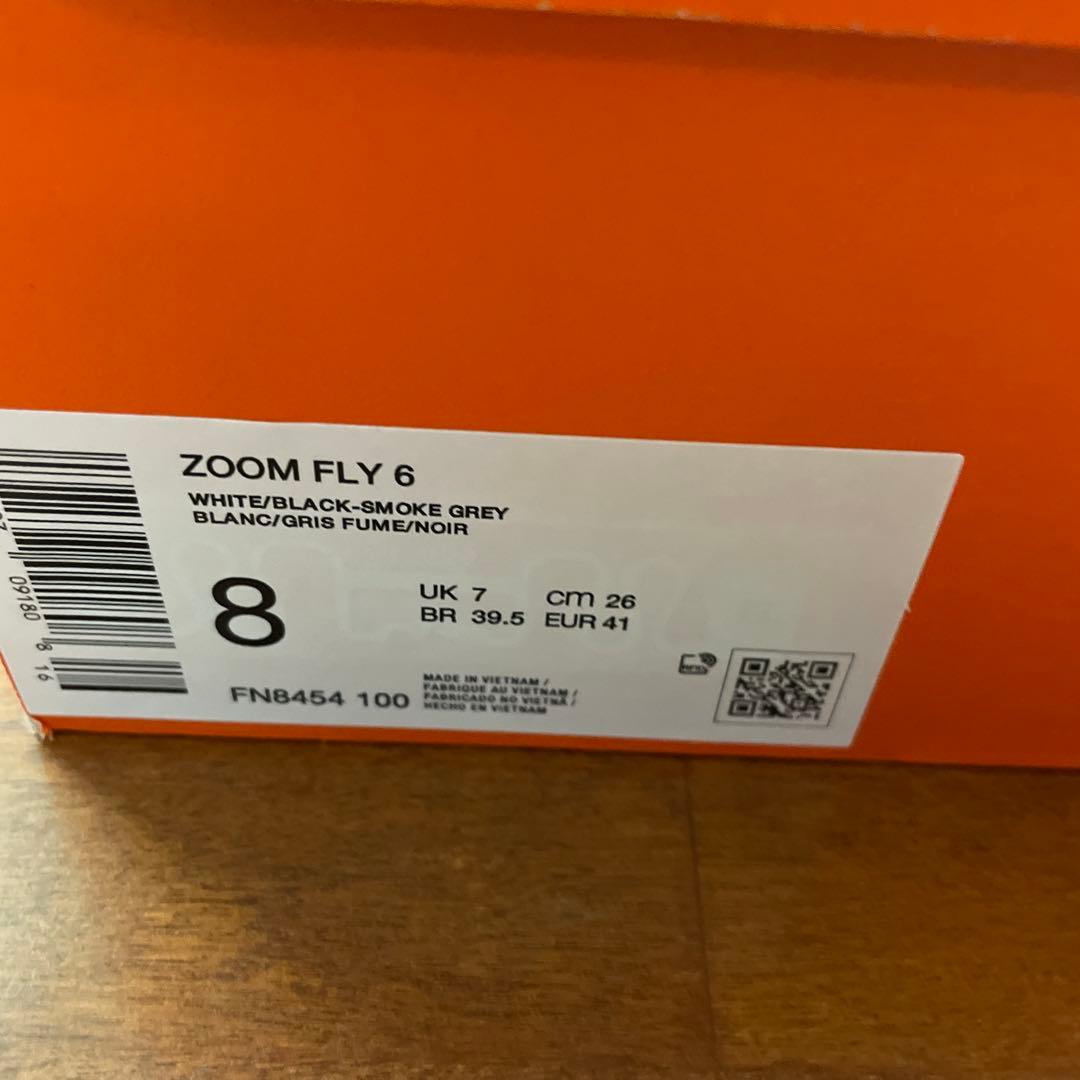 ZOOM FLY 6
WHITE/BLACK-SMOKE GREY
BLANC/GRIS FUME/NOIR
8
UK 7 cm 26
BR 39.5 EUR 41
FN8454 100
MADE IN VIETNAM /
FABRIQUE AU VIETNAM /
FABRICADO NO VIETNÃ /
HECHO EN VIETNAM
09180 8 16